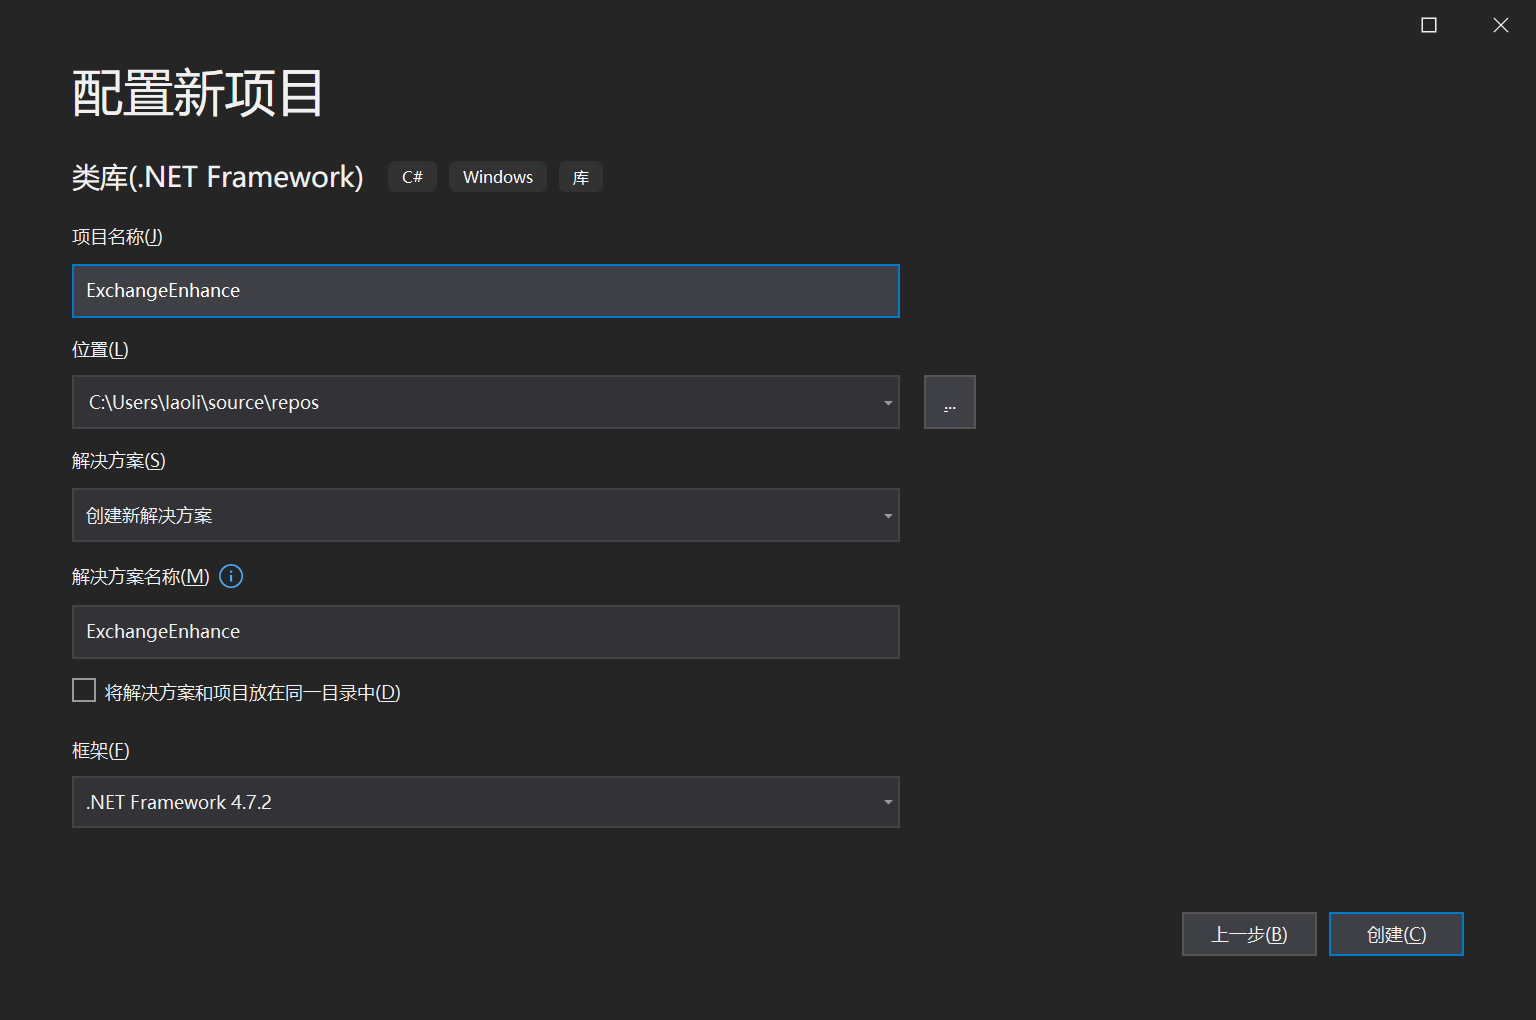 配置新项目
类库(.NET Framework) C# Windows 库
项目名称(J)
ExchangeEnhance
位置(L)
C:\Users\laoli\source\repos
...
解决方案(S)
创建新解决方案
解决方案名称(M)
ExchangeEnhance
将解决方案和项目放在同一目录中(D)
框架(F)
.NET Framework 4.7.2
上一步(B) 创建(C)